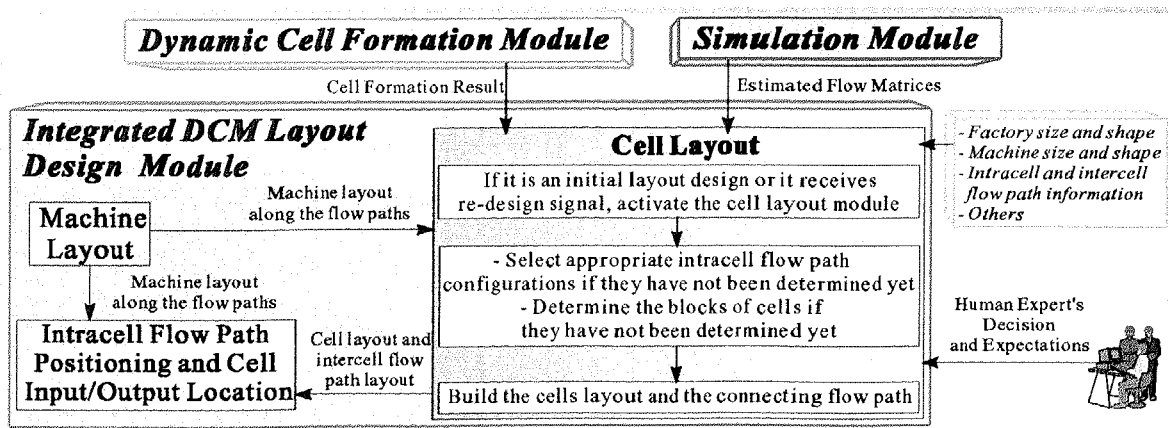 Dynamic Cell Formation Module
Simulation Module
Cell Formation Result
Estimated Flow Matrices
Integrated DCM Layout
Design Module
Machine layout
along the flow paths
Machine
Layout
Machine layout
along the flow paths
Intracell Flow Path
Positioning and Cell
Input/Output Location
Cell layout and
intercell flow
path layout
Cell Layout
If it is an initial layout design or it receives
re-design signal, activate the cell layout module
- Select appropriate intracell flow path
configurations if they have not been determined yet
- Determine the blocks of cells if
they have not been determined yet
Build the cells layout and the connecting flow path
- Factory size and shape
- Machine size and shape
- Intracell and intercell
flow path information
- Others
Human Expert's
Decision
and Expectations